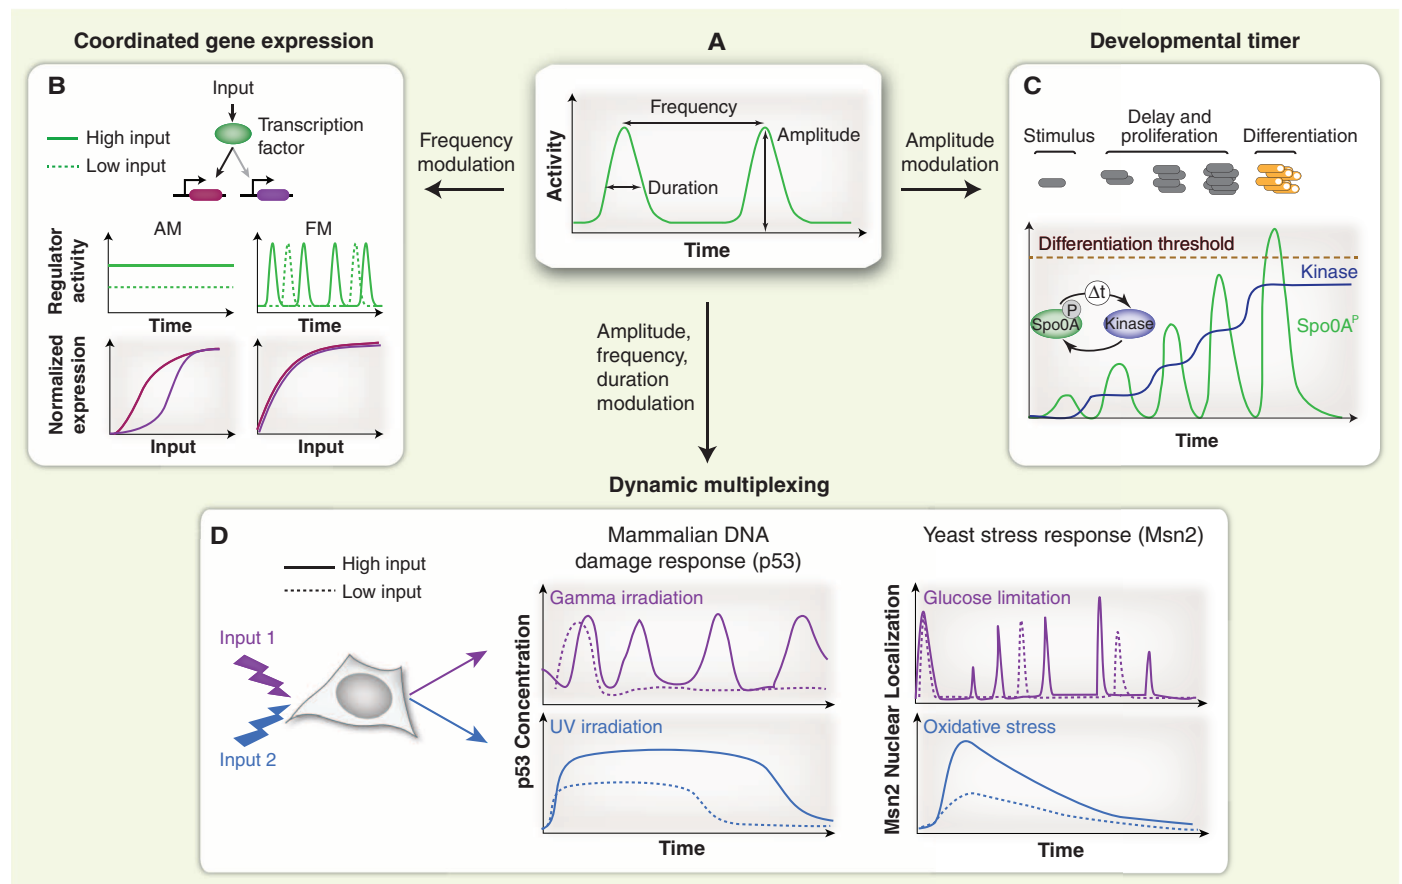 Coordinated gene expression
A
Developmental timer
B
Input
High input
Low input
Transcription
factor
AM
FM
Regulator
activity
Time
Time
Normalized
expression
Input
Input
Frequency
modulation
Activity
Frequency
Amplitude
Duration
Time
Amplitude
modulation
C
Stimulus
Delay and
proliferation
Differentiation
Differentiation threshold
Kinase
Δt
P
Spo0A
Kinase
Spo0AP
Time
Amplitude,
frequency,
duration
modulation
Dynamic multiplexing
D
High input
Low input
Input 1
Input 2
Mammalian DNA
damage response (p53)
p53 Concentration
Gamma irradiation
UV irradiation
Time
Yeast stress response (Msn2)
Msn2 Nuclear Localization
Glucose limitation
Oxidative stress
Time